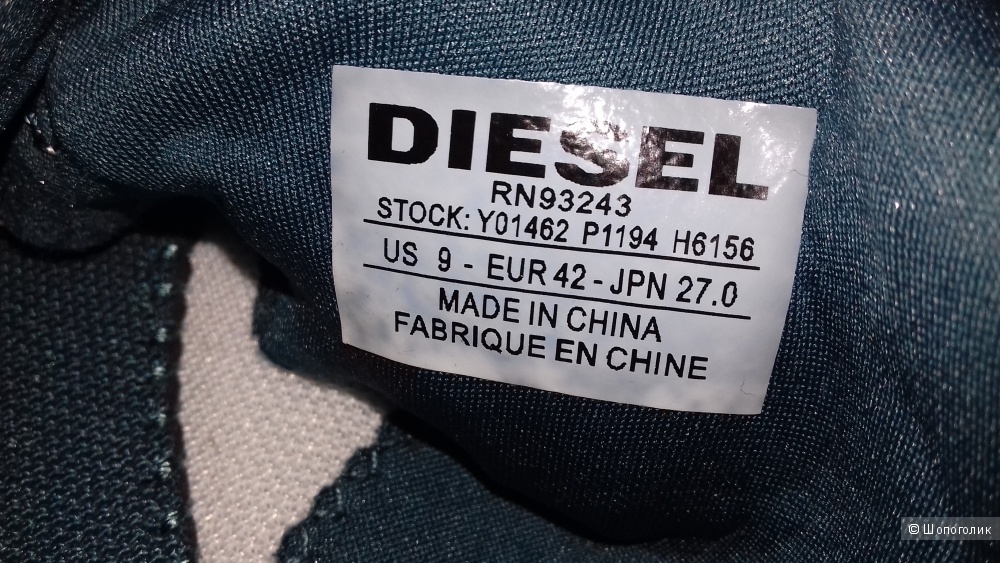 DIESEL
RN93243
STOCK: Y01462 P1194 H6156
US 9 - EUR 42 - JPN 27.0
MADE IN CHINA
FABRIQUE EN CHINE
© Шопоголик